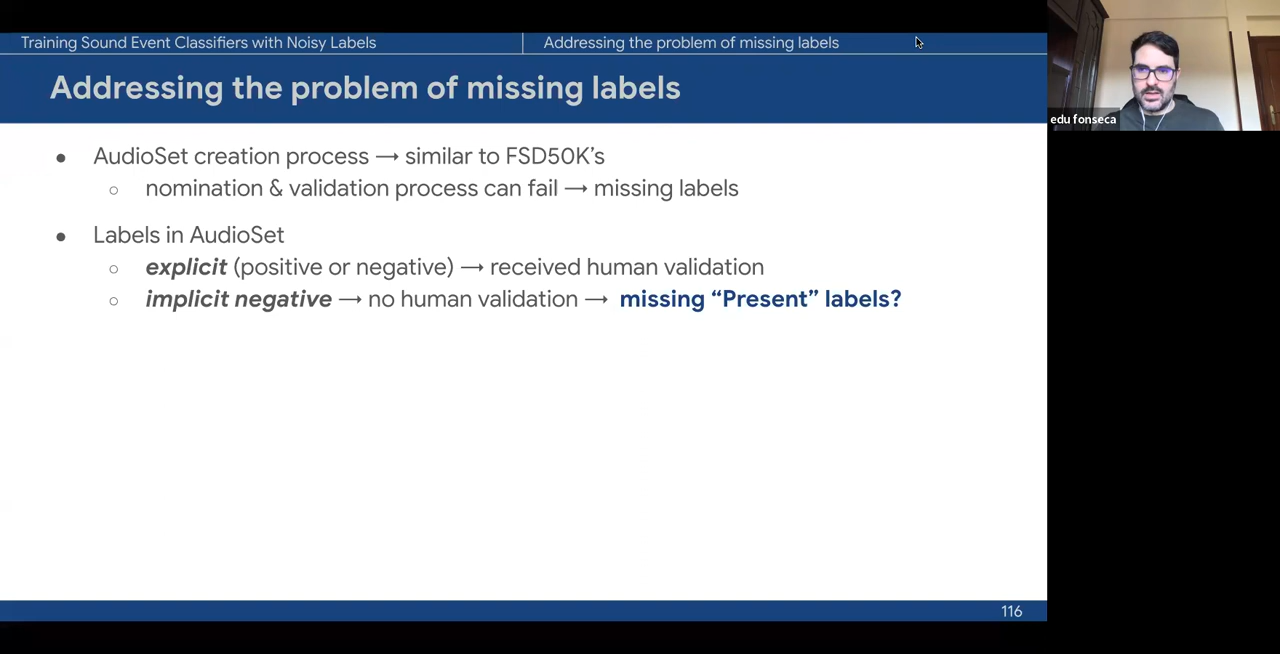 Training Sound Event Classifiers with Noisy Labels
Addressing the problem of missing labels
Addressing the problem of missing labels
edu fonseca
● AudioSet creation process → similar to FSD50K’s
○ nomination & validation process can fail → missing labels
● Labels in AudioSet
○ explicit (positive or negative) → received human validation
○ implicit negative → no human validation → missing “Present” labels?
116